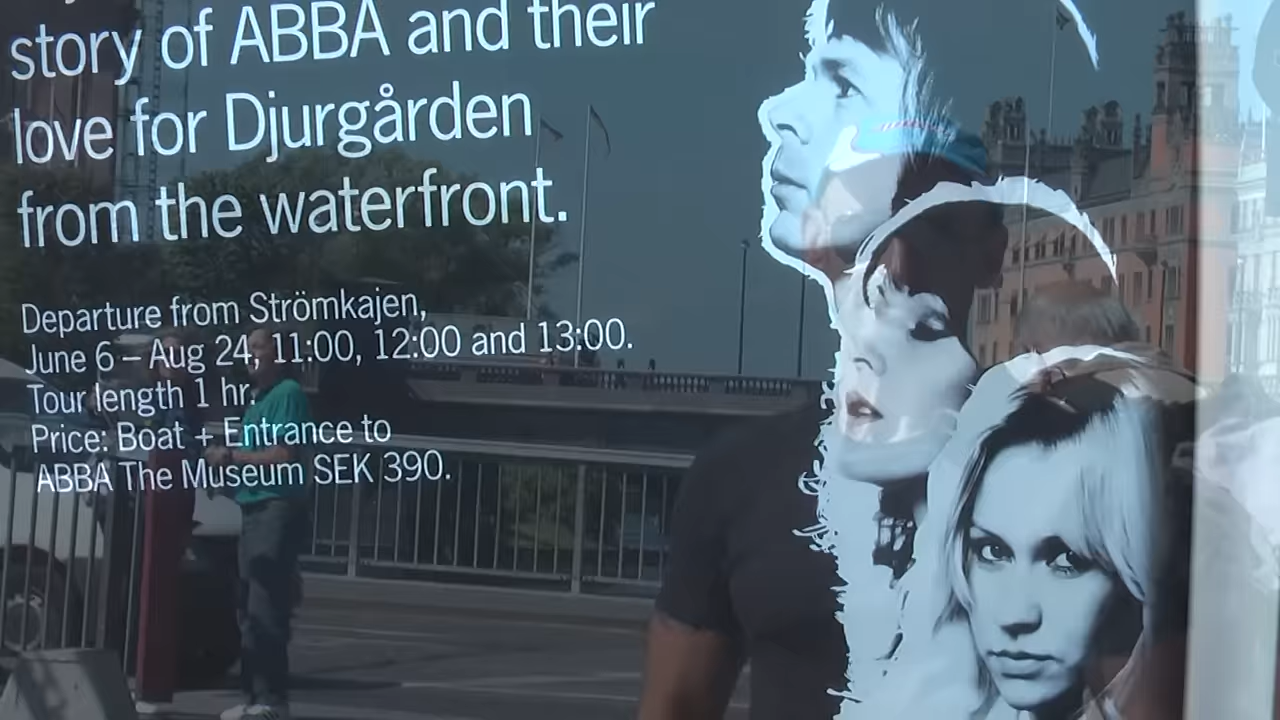 story of ABBA and their
love for Djurgården
from the waterfront.
Departure from Strömkajen,
June 6 – Aug 24, 11:00, 12:00 and 13:00.
Tour length 1 hr.
Price: Boat + Entrance to
ABBA The Museum SEK 390.